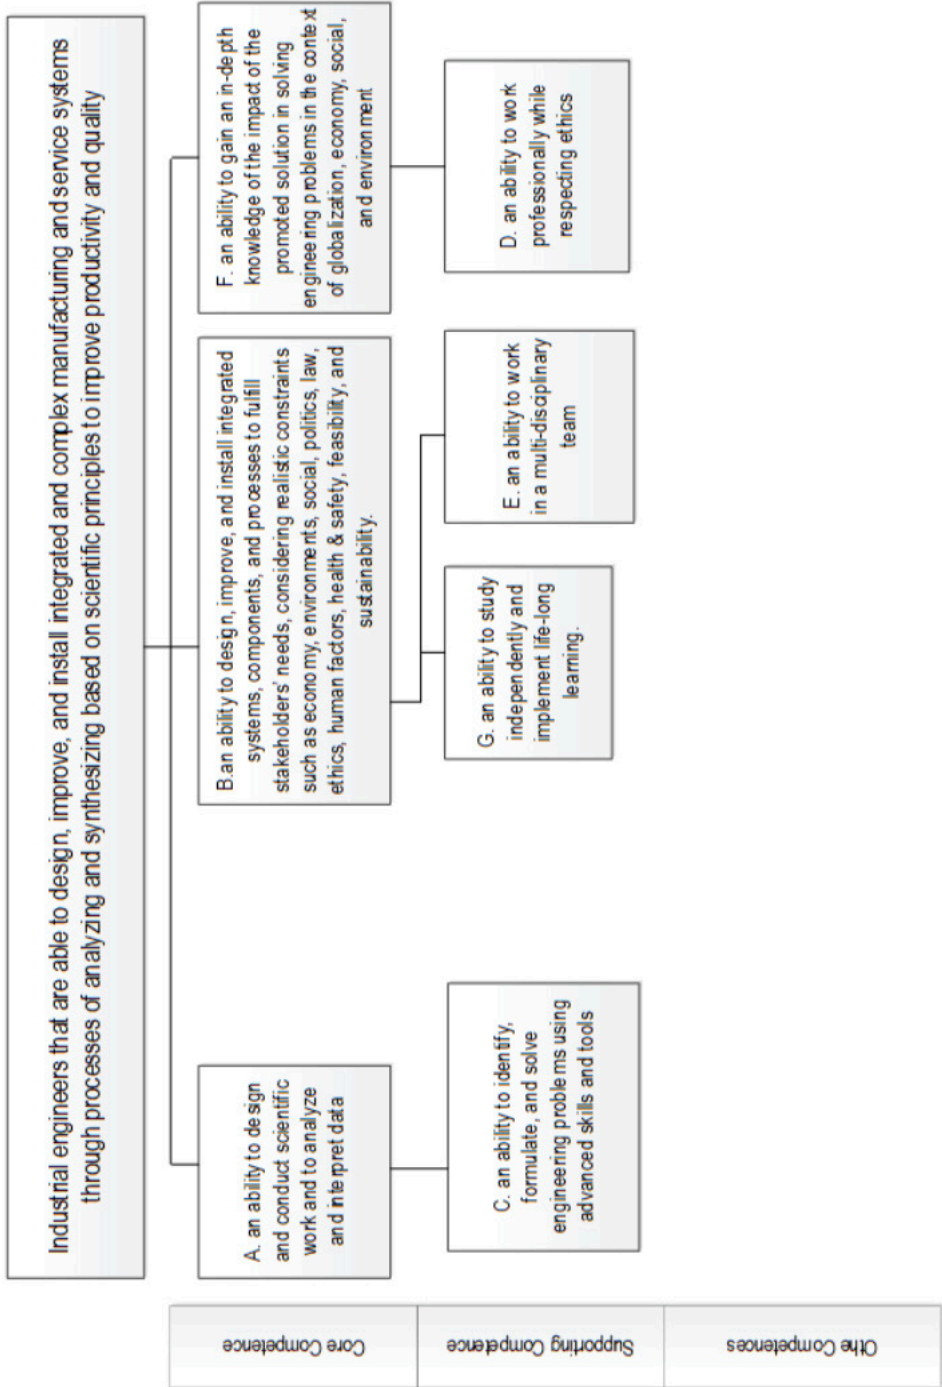 Industrial engineers that are able to design, improve, and install integrated and complex manufacturing and service systems
through processes of analyzing and synthesizing based on scientific principles to improve productivity and quality
Core Competence
A. an ability to design
and conduct scientific
work and to analyze
and interpret data
B.an ability to design, improve, and install integrated
systems, components, and processes to fulfill
stakeholders' needs, considering realistic constraints
such as economy, environments, social, politics, law,
ethics, human factors, health & safety, feasibility, and
sustainability.
F. an ability to gain an in-depth
knowledge of the impact of the
promoted solution in solving
engineering problems in the context
of globalization, economy, social,
and environment
Supporting Competence
C. an ability to identify,
formulate, and solve
engineering problems using
advanced skills and tools
G. an ability to study
independently and
implement life-long
learning.
E. an ability to work
in a multi-disciplinary
team
D. an ability to work
professionally while
respecting ethics
Othe Competences